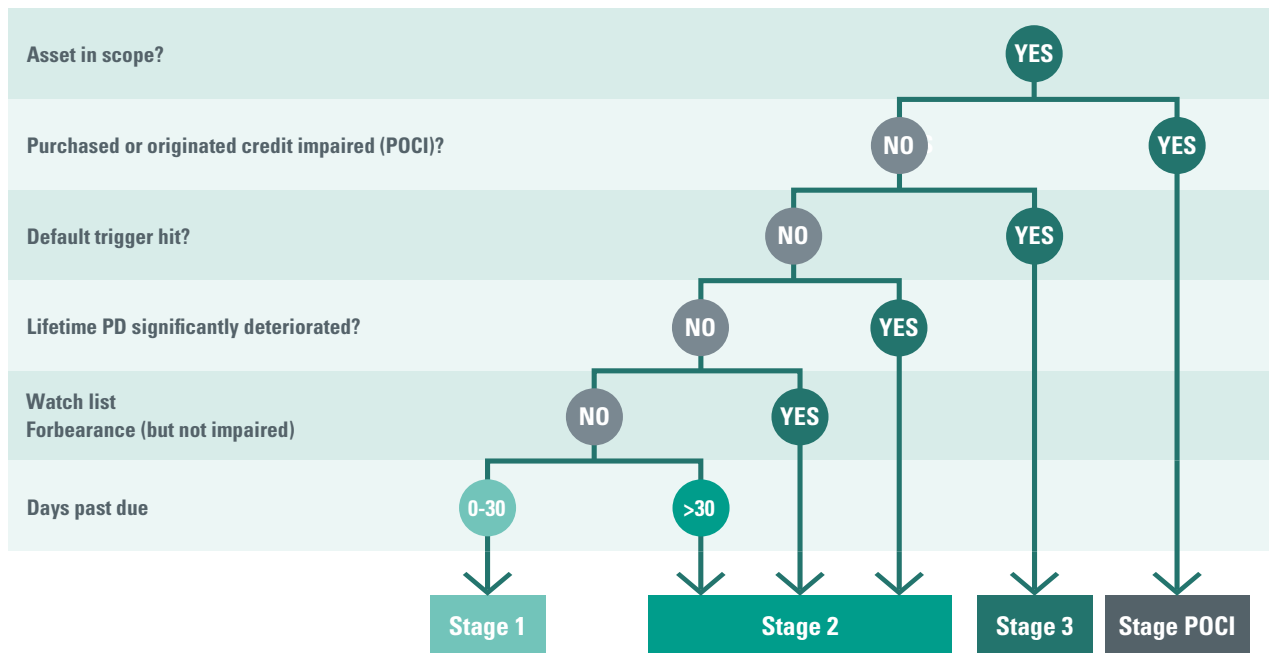 Asset in scope?
YES
Purchased or originated credit impaired (POCI)?
NO
YES
Default trigger hit?
NO
YES
Lifetime PD significantly deteriorated?
NO
YES
Watch list
Forbearance (but not impaired)
NO
YES
Days past due
0-30
>30
Stage 1
Stage 2
Stage 3
Stage POCI